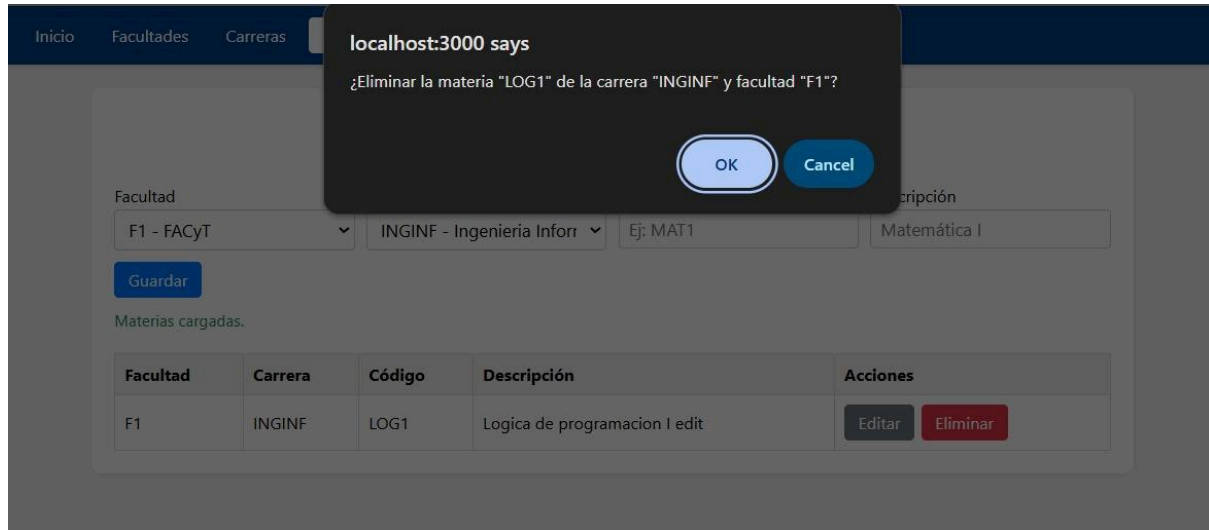 Inicio Facultades Carreras
localhost:3000 says
¿Eliminar la materia "LOG1" de la carrera "INGINF" y facultad "F1"?
OK Cancel
Facultad cripción
F1 - FACyT INGINF - Ingenieria Inforr Ej: MAT1 Matemática I
Guardar
Materias cargadas.
Facultad Carrera Código Descripción Acciones
F1 INGINF LOG1 Logica de programacion I edit Editar Eliminar